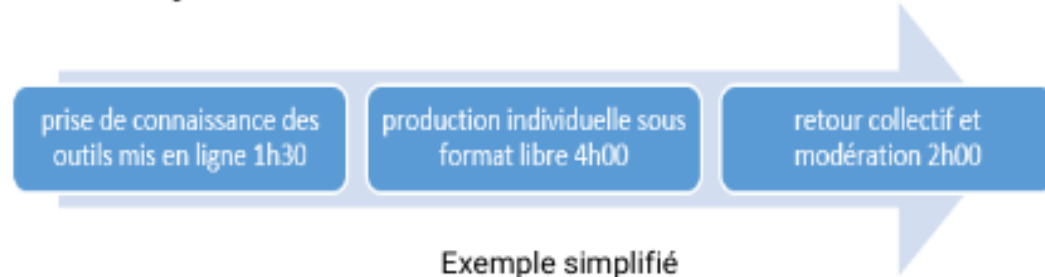 prise de connaissance des
outils mis en ligne 1h30
production individuelle sous
format libre 4h00
retour collectif et
modération 2h00
Exemple simplifié